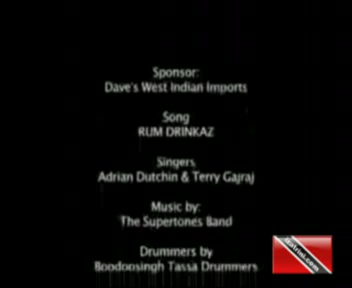 Sponsor:
Dave's West Indian Imports
Song
RUM DRINKAZ
Singers
Adrian Dutchin & Terry Gajraj
Music by:
The Supertones Band
Drummers by
Boodoosingh Tassa Drummers